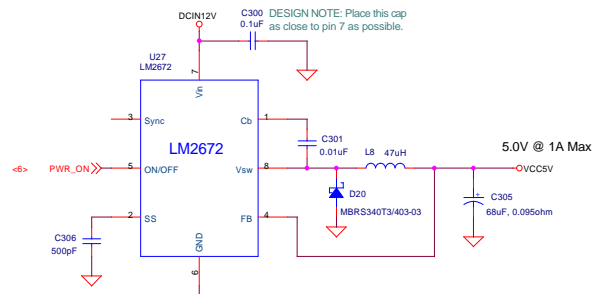 DCIN12V
C300
0.1uF
DESIGN NOTE: Place this cap
as close to pin 7 as possible.
U27
LM2672
7
Vin
3
Sync
Cb
1
LM2672
C301
0.01uF
L8 47uH
5.0V @ 1A Max
<6> PWR_ON
5
ON/OFF
Vsw
8
VCC5V
D20
MBRS340T3/403-03
C305
68uF, 0.095ohm
+
2
SS
FB
4
C306
500pF
GND
6